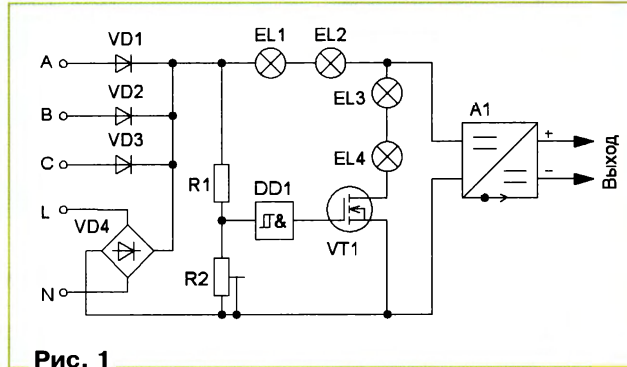 VD1
EL1 EL2
A
VD2
EL3
A1
B
VD3
+
C
EL4
-
Выход
R1
DD1
L
VD4
&
VT1
R2
N
Рис. 1